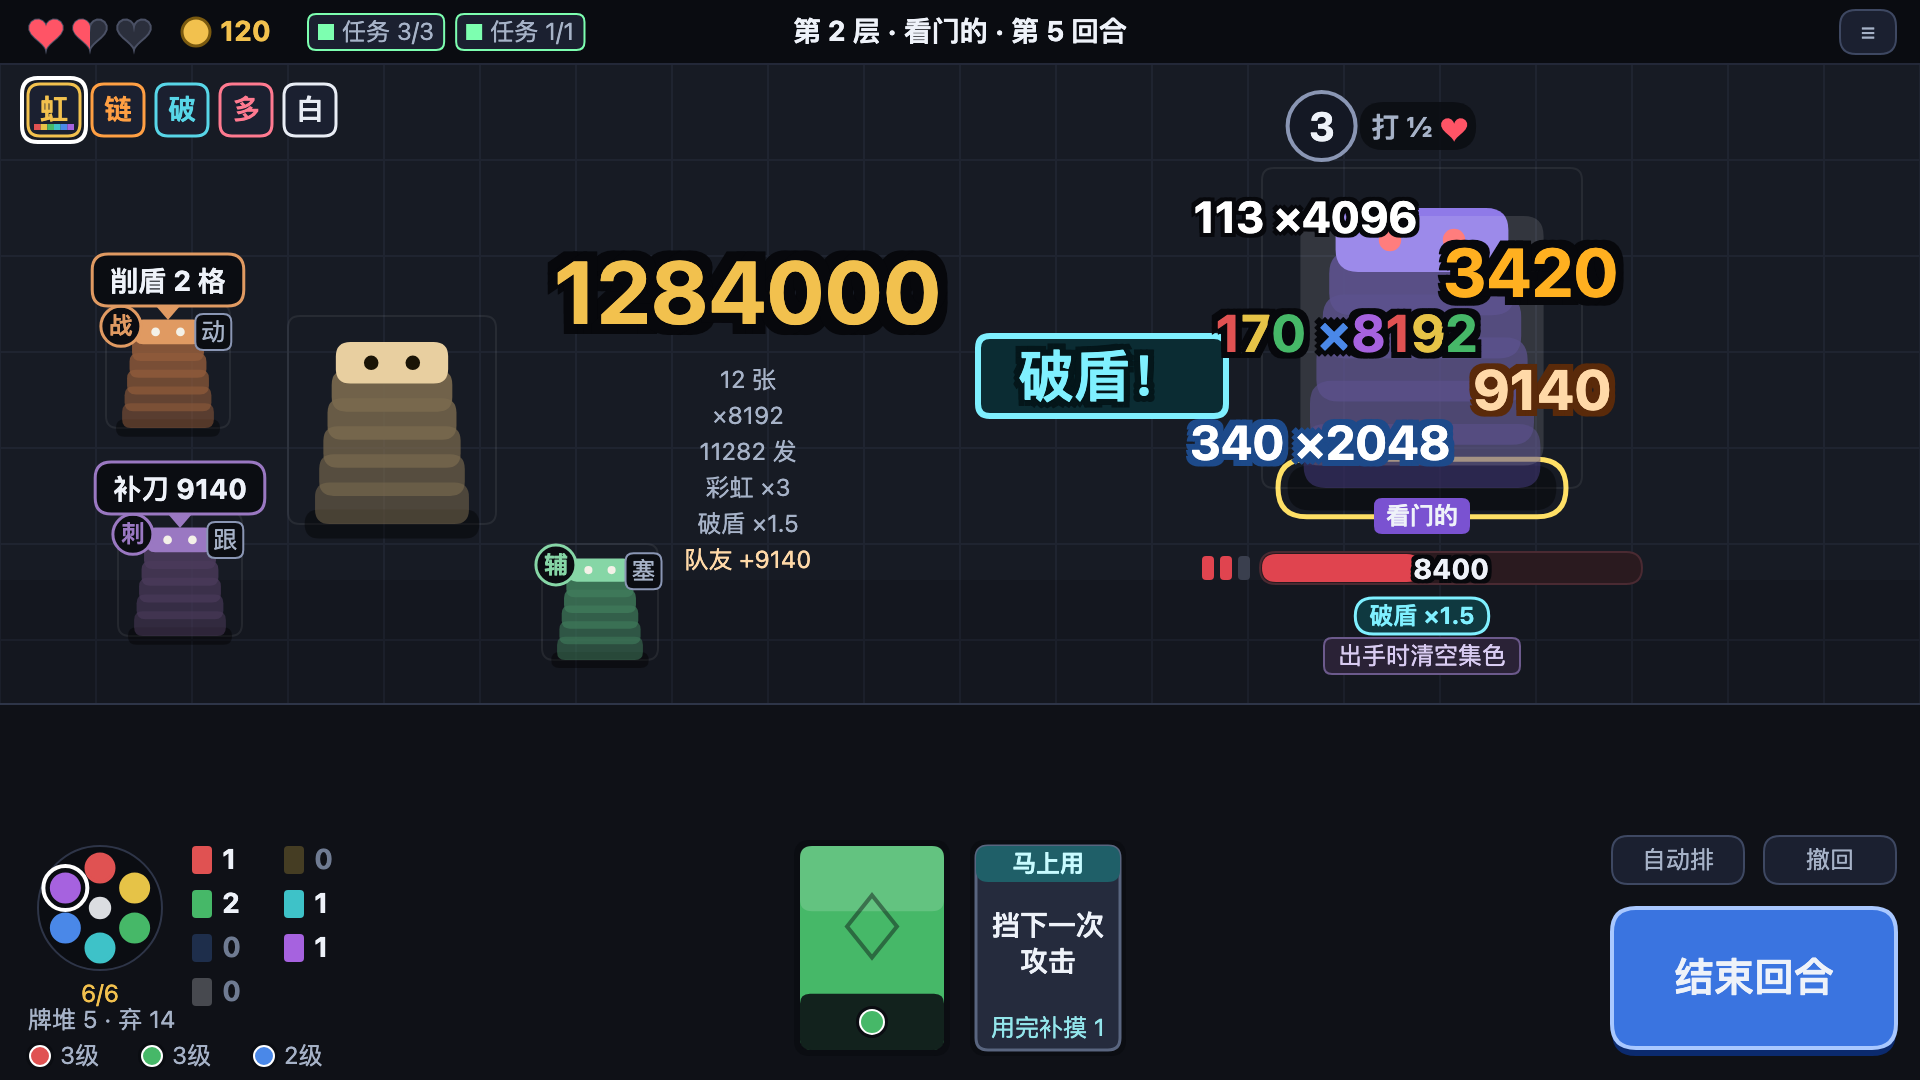 120
任务 3/3
任务 1/1
第 2 层 · 看门的 · 第 5 回合
≡
虹
链
破
多
白
3
打 ½
113 ×4096
3420
170 ×8192
9140
340 ×2048
削盾 2 格
战
动
补刀 9140
刺
跟
辅
塞
1284000
12 张
×8192
11282 发
彩虹 ×3
破盾 ×1.5
队友 +9140
破盾!
看门的
8400
破盾 ×1.5
出手时清空集色
6/6
牌堆 5 · 弃 14
1
0
2
1
0
1
0
3级
3级
2级
马上用
挡下一次
攻击
用完补摸 1
自动排
撤回
结束回合